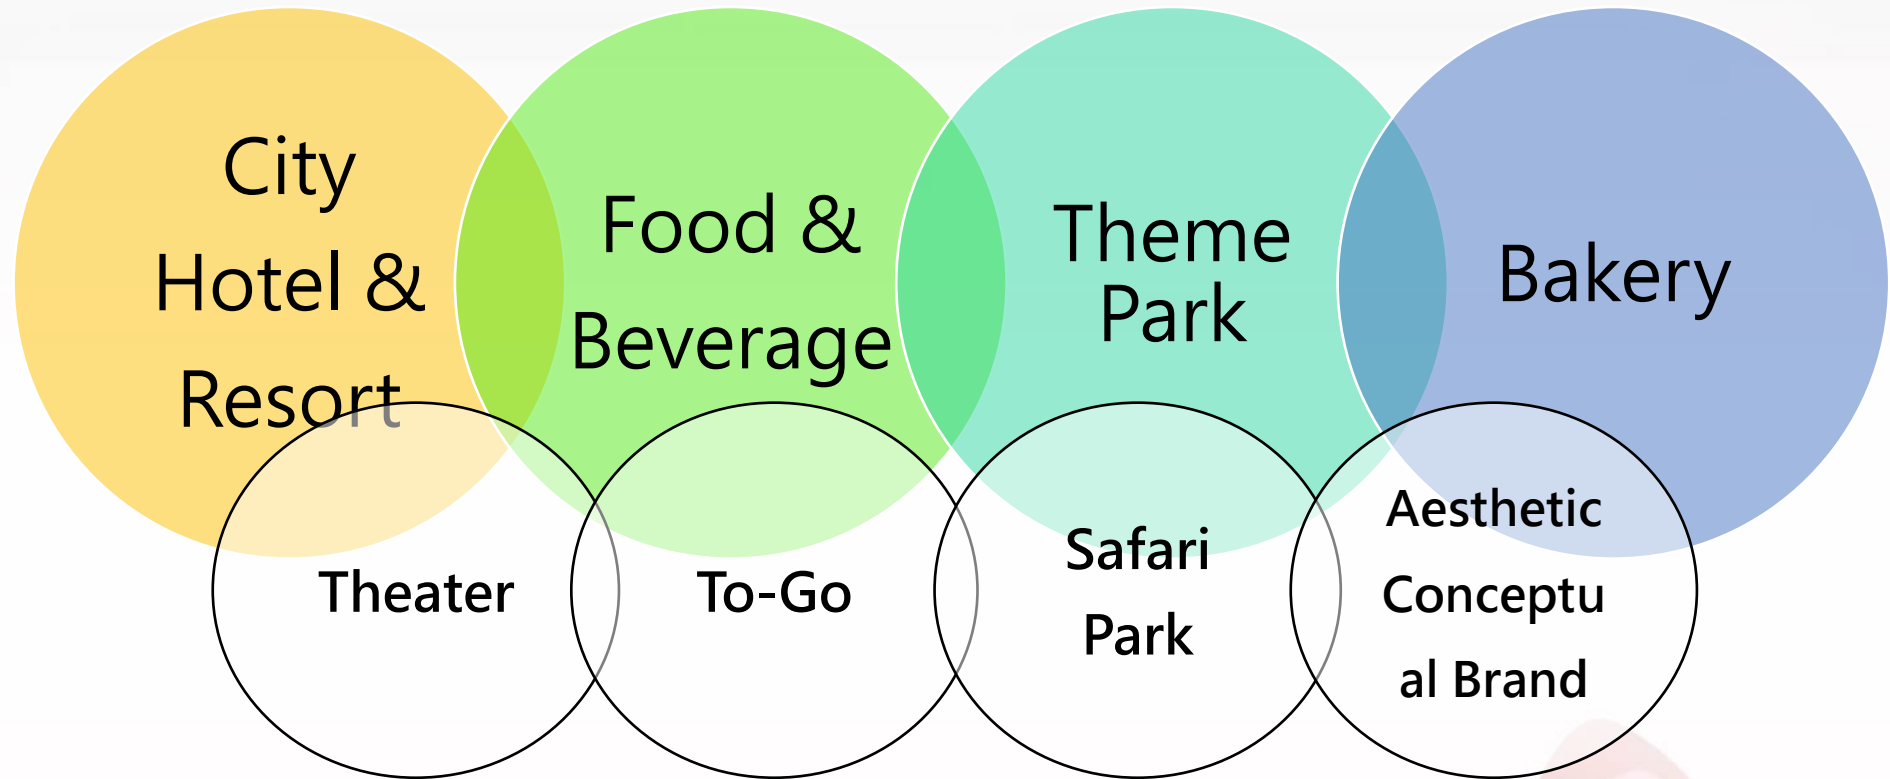 City
Hotel &
Resort
Food &
Beverage
Theme
Park
Bakery
Theater
To-Go
Safari
Park
Aesthetic
Conceptu
al Brand